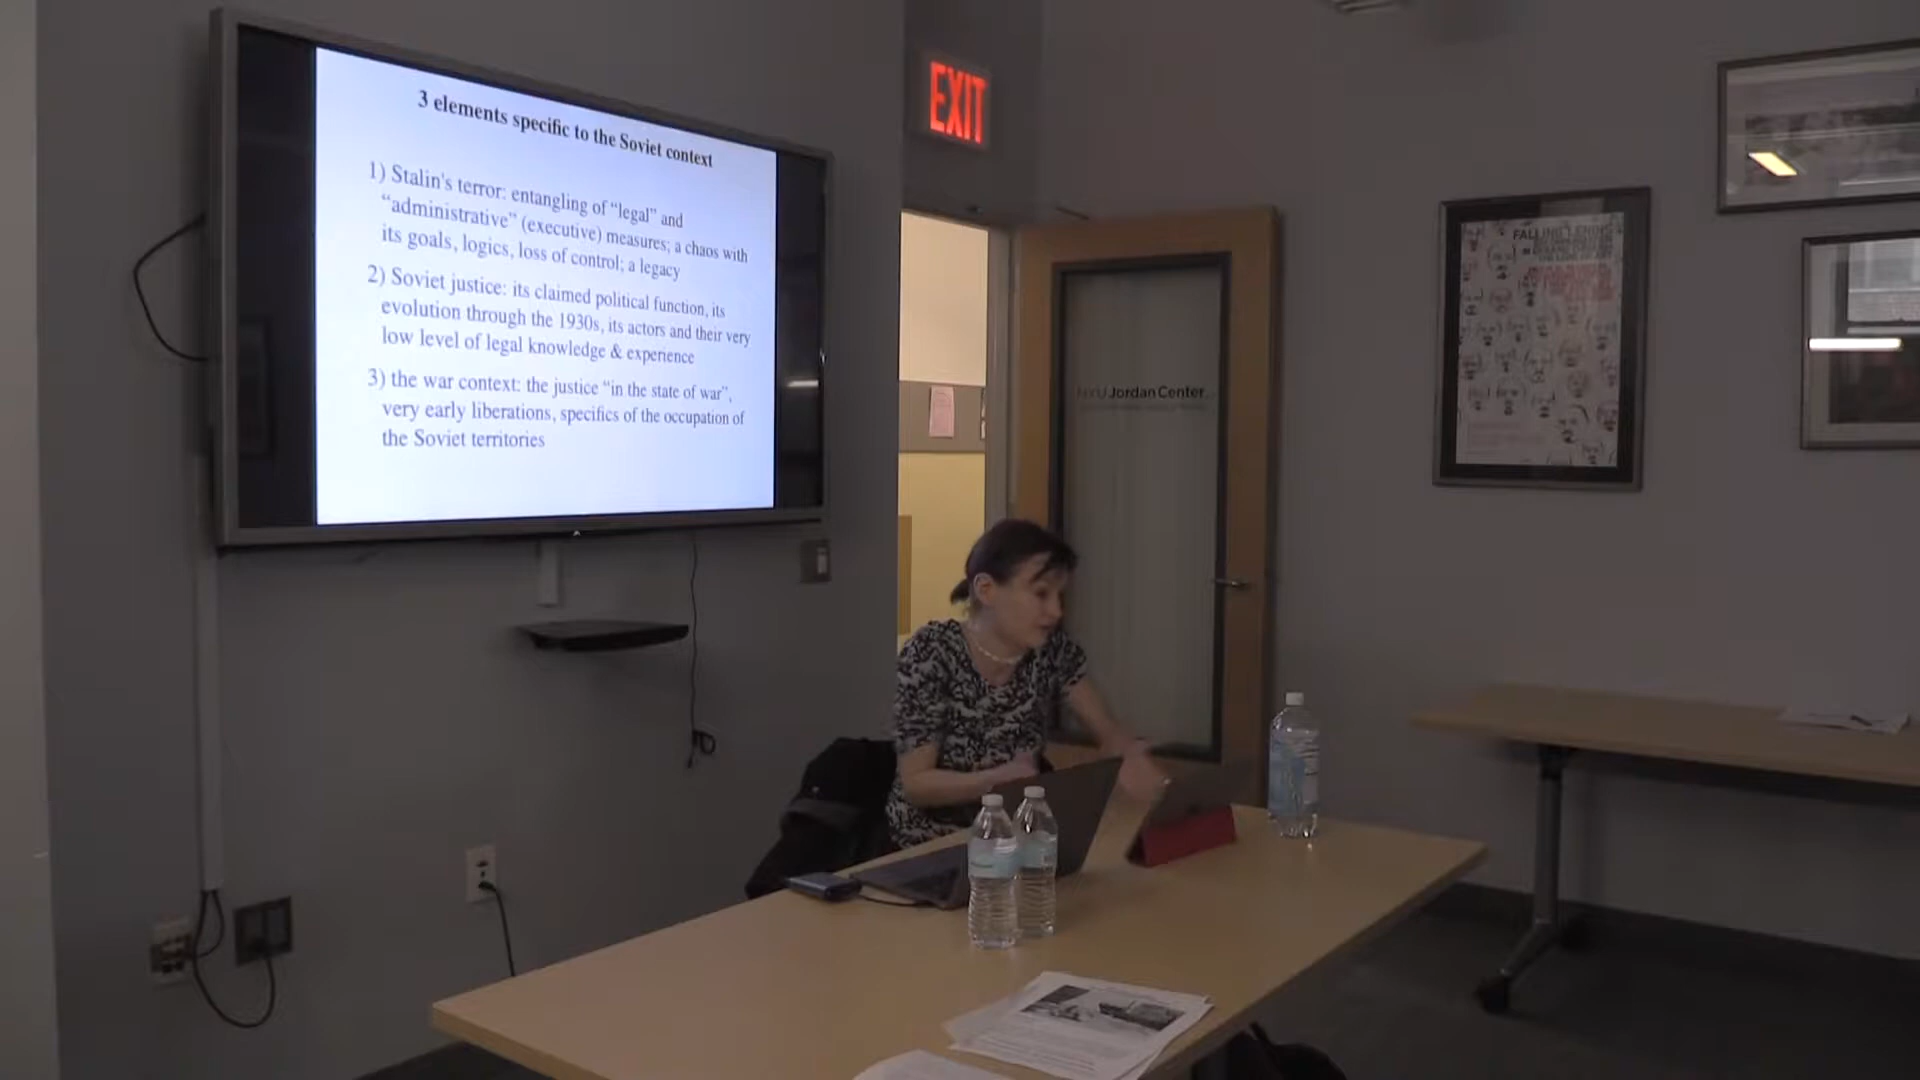 3 elements specific to the Soviet context
1) Stalin's terror: entangling of “legal” and
“administrative” (executive) measures; a chaos with
its goals, logics, loss of control; a legacy
2) Soviet justice: its claimed political function, its
evolution through the 1930s, its actors and their very
low level of legal knowledge & experience
3) the war context: the justice “in the state of war”,
very early liberations, specifics of the occupation of
the Soviet territories
EXIT
NYU Jordan Center
FALLING LENINS